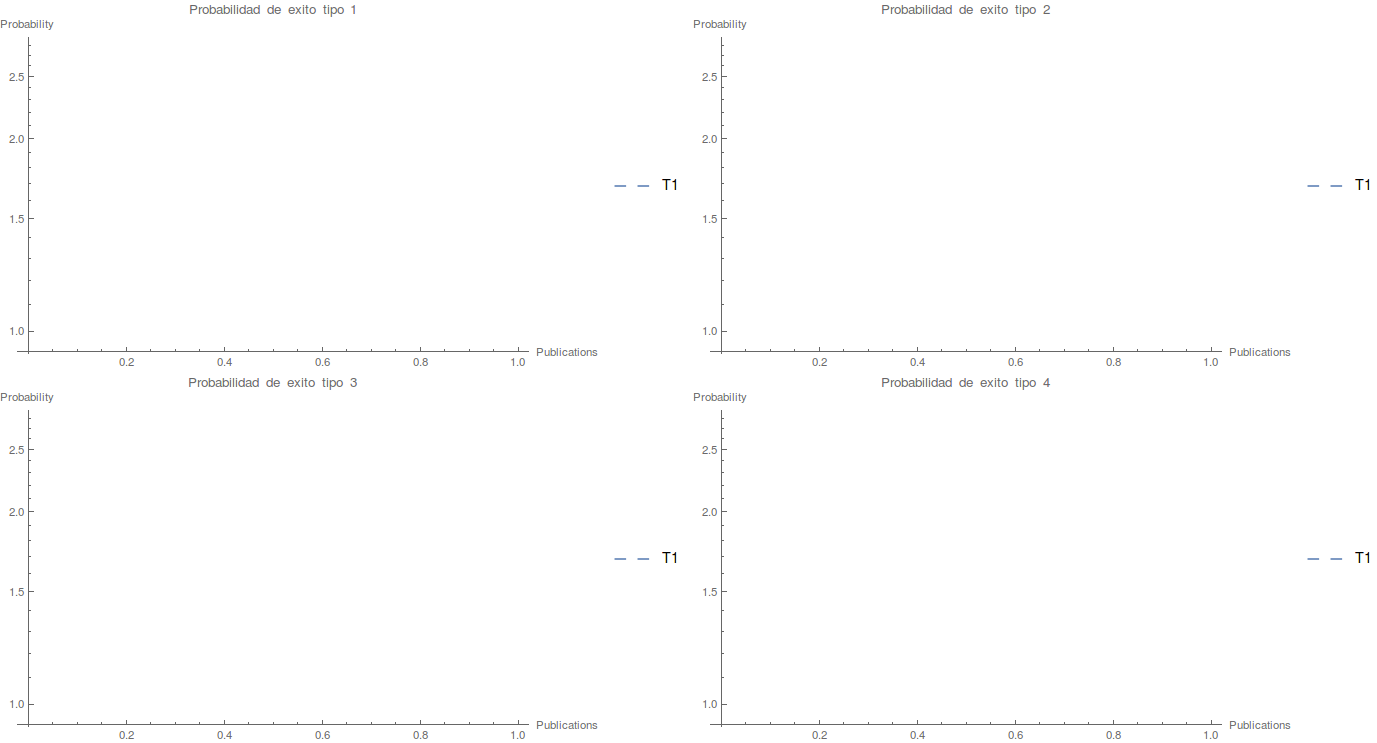 Probabilidad de exito tipo 1
Probability
2.5
2.0
1.5
1.0
0.2 0.4 0.6 0.8 1.0
Publications
T1
Probabilidad de exito tipo 2
Probability
2.5
2.0
1.5
1.0
0.2 0.4 0.6 0.8 1.0
Publications
T1
Probabilidad de exito tipo 3
Probability
2.5
2.0
1.5
1.0
0.2 0.4 0.6 0.8 1.0
Publications
T1
Probabilidad de exito tipo 4
Probability
2.5
2.0
1.5
1.0
0.2 0.4 0.6 0.8 1.0
Publications
T1